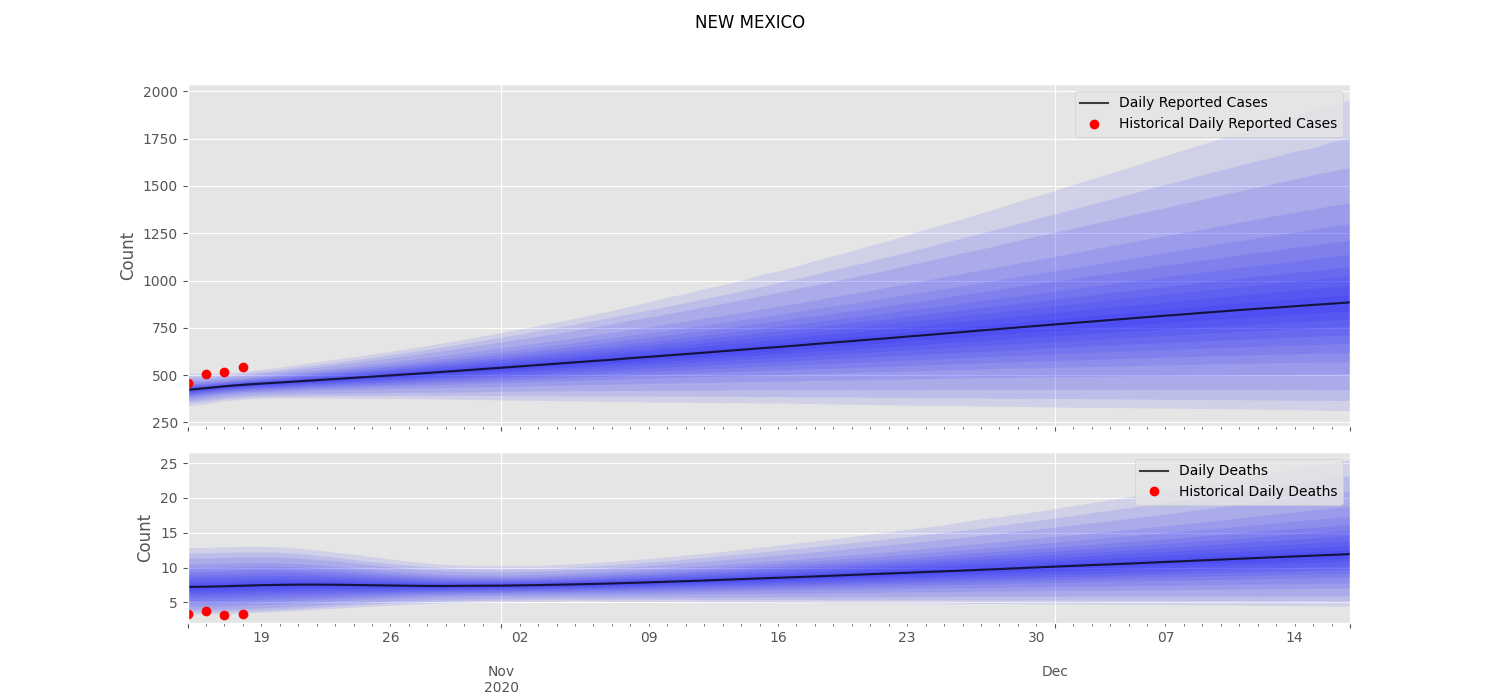 NEW MEXICO
2000
1750
1500
1250
1000
750
500
250
Count
Daily Reported Cases
Historical Daily Reported Cases
25
20
15
10
5
Count
Daily Deaths
Historical Daily Deaths
19 26 02 09 16 23 30 07 14
Nov Dec
2020